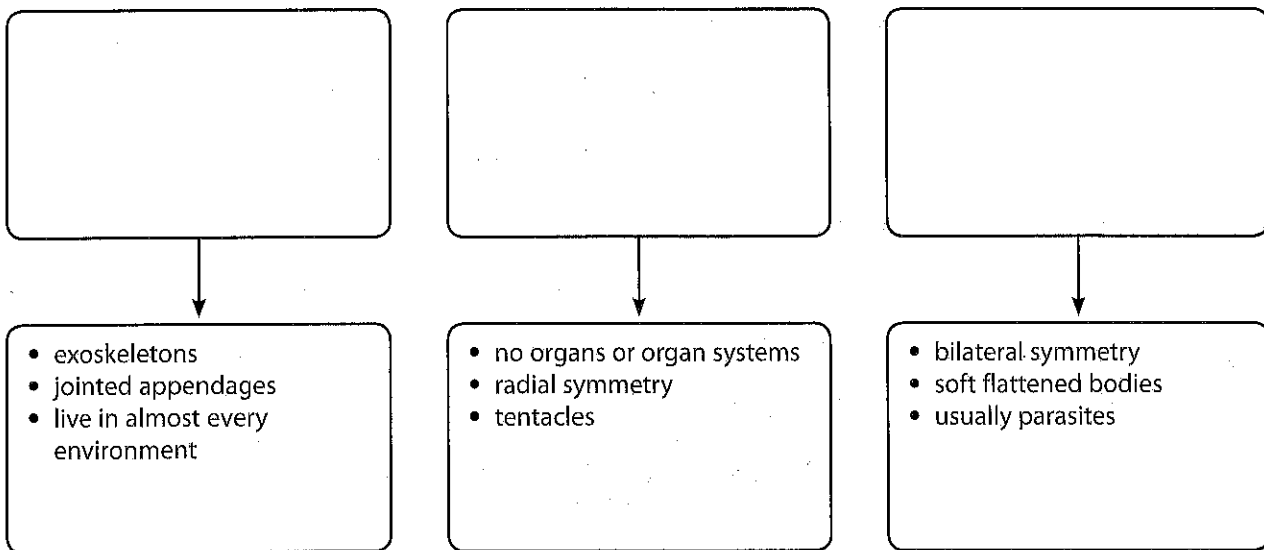 • exoskeletons
• jointed appendages
• live in almost every
environment
• no organs or organ systems
• radial symmetry
• tentacles
• bilateral symmetry
• soft flattened bodies
• usually parasites